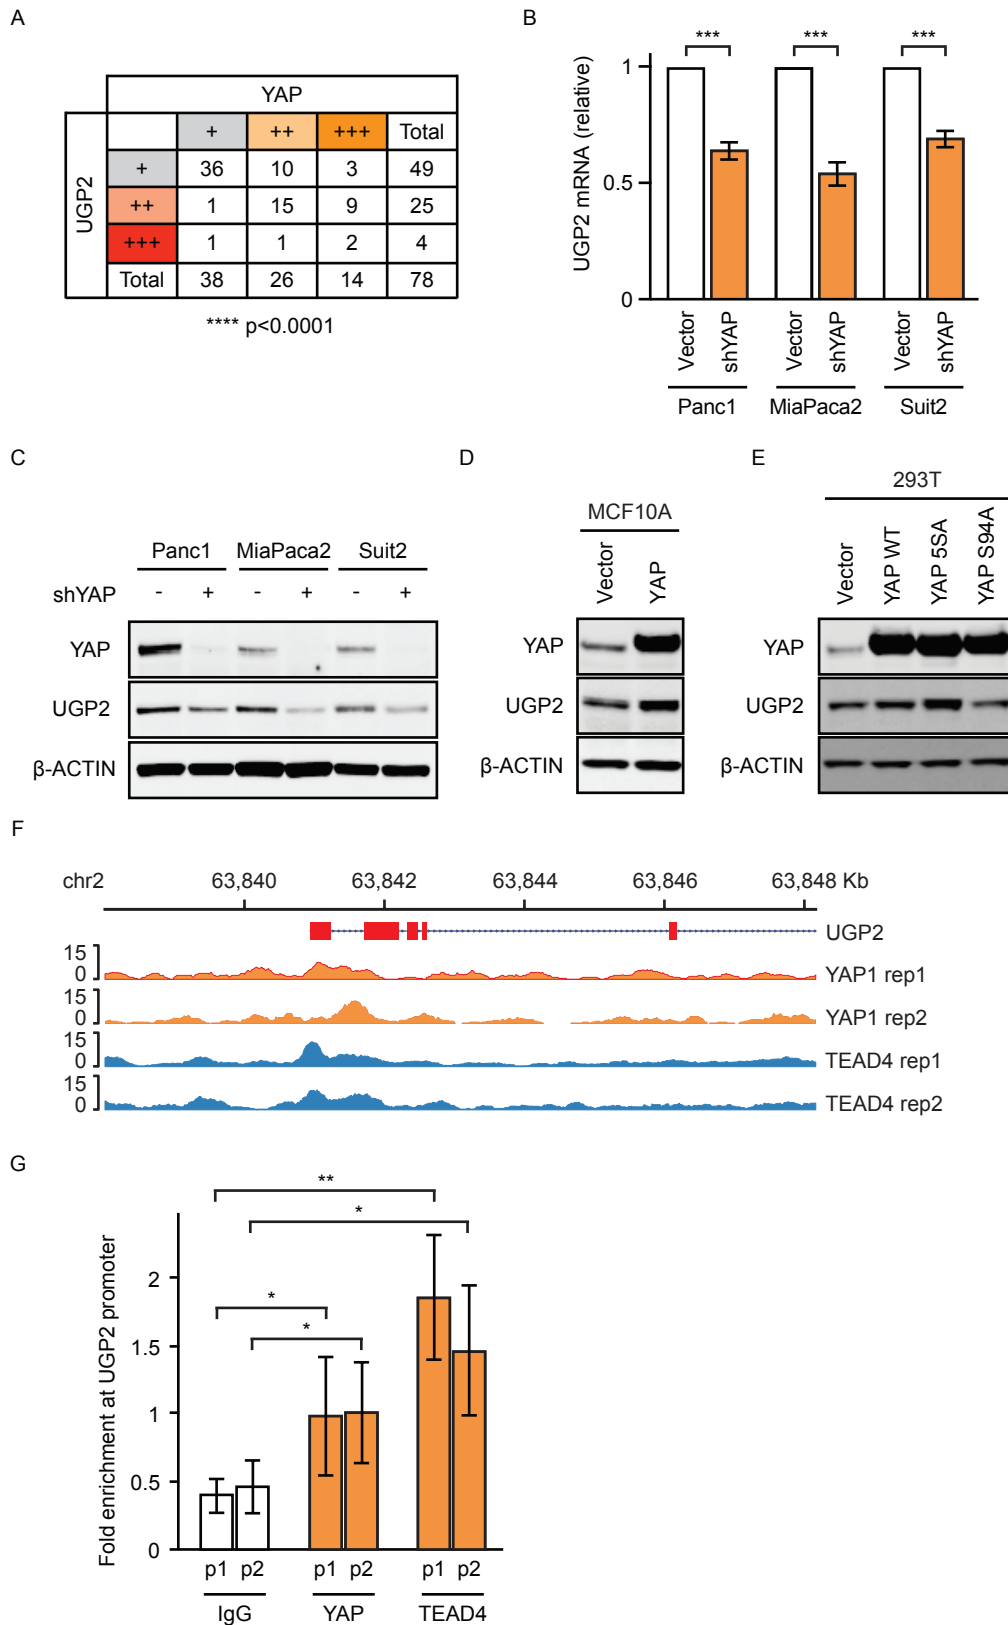 A
YAP
UGP2
+ ++ +++ Total
+ 36 10 3 49
++ 1 15 9 25
+++ 1 1 2 4
Total 38 26 14 78
**** p<0.0001
B
UGP2 mRNA (relative)
1
0.5
0
*** *** ***
Vector shYAP Vector shYAP Vector shYAP
Panc1 MiaPaca2 Suit2
C
Panc1 MiaPaca2 Suit2
shYAP - + - + - +
YAP
UGP2
β-ACTIN
D
MCF10A
Vector YAP
YAP
UGP2
β-ACTIN
E
293T
Vector YAP WT YAP 5SA YAP S94A
YAP
UGP2
β-ACTIN
F
chr2 63,840 63,842 63,844 63,846 63,848 Kb
UGP2
15
0
YAP1 rep1
15
0
YAP1 rep2
15
0
TEAD4 rep1
15
0
TEAD4 rep2
G
Fold enrichment at UGP2 promoter
2
1.5
1
0.5
0
**
*
*
*
p1 p2 p1 p2 p1 p2
IgG YAP TEAD4